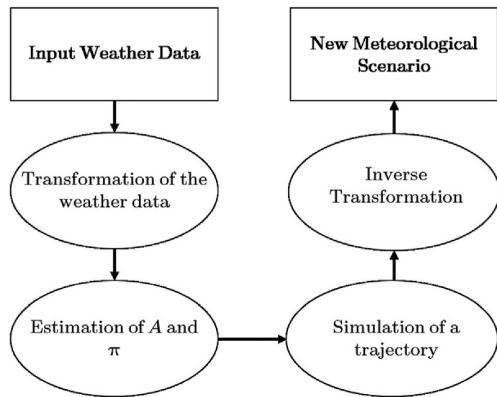 Input Weather Data
Transformation of the
weather data
Estimation of A and
π
Simulation of a
trajectory
Inverse
Transformation
New Meteorological
Scenario